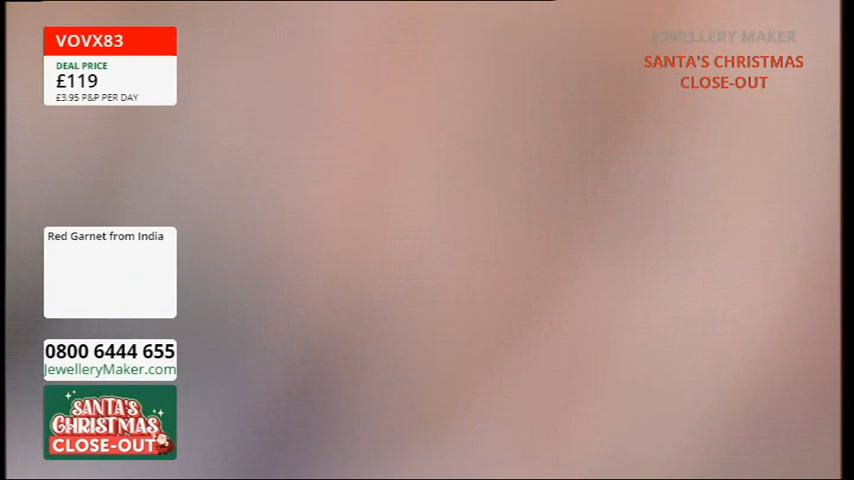 VOVX83
DEAL PRICE
£119
£3.95 P&P PER DAY
JEWELLERY MAKER
SANTA'S CHRISTMAS
CLOSE-OUT
Red Garnet from India
0800 6444 655
JewelleryMaker.com
SANTA'S
CHRISTMAS
CLOSE-OUT